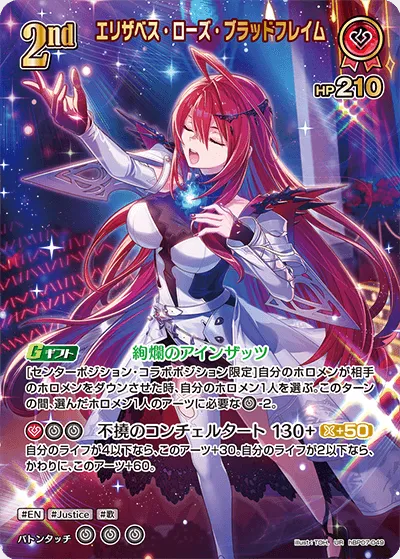 2nd
エリザベス・ローズ・ブラッドフレイム
HP 210
Gギフト 絢爛のアインザッツ
[センターポジション・コラボポジション限定]自分のホロメンが相手
のホロメンをダウンさせた時、自分のホロメン1人を選ぶ。このターン
の間、選んだホロメン1人のアーツに必要な-2。
不撓のコンチェルタート 130+ +50
自分のライフが4以下なら、このアーツ+30。自分のライフが2以下なら、
かわりに、このアーツ+60。
#EN #Justice #歌
バトンタッチ
illust: TOH. UR hBP07-049